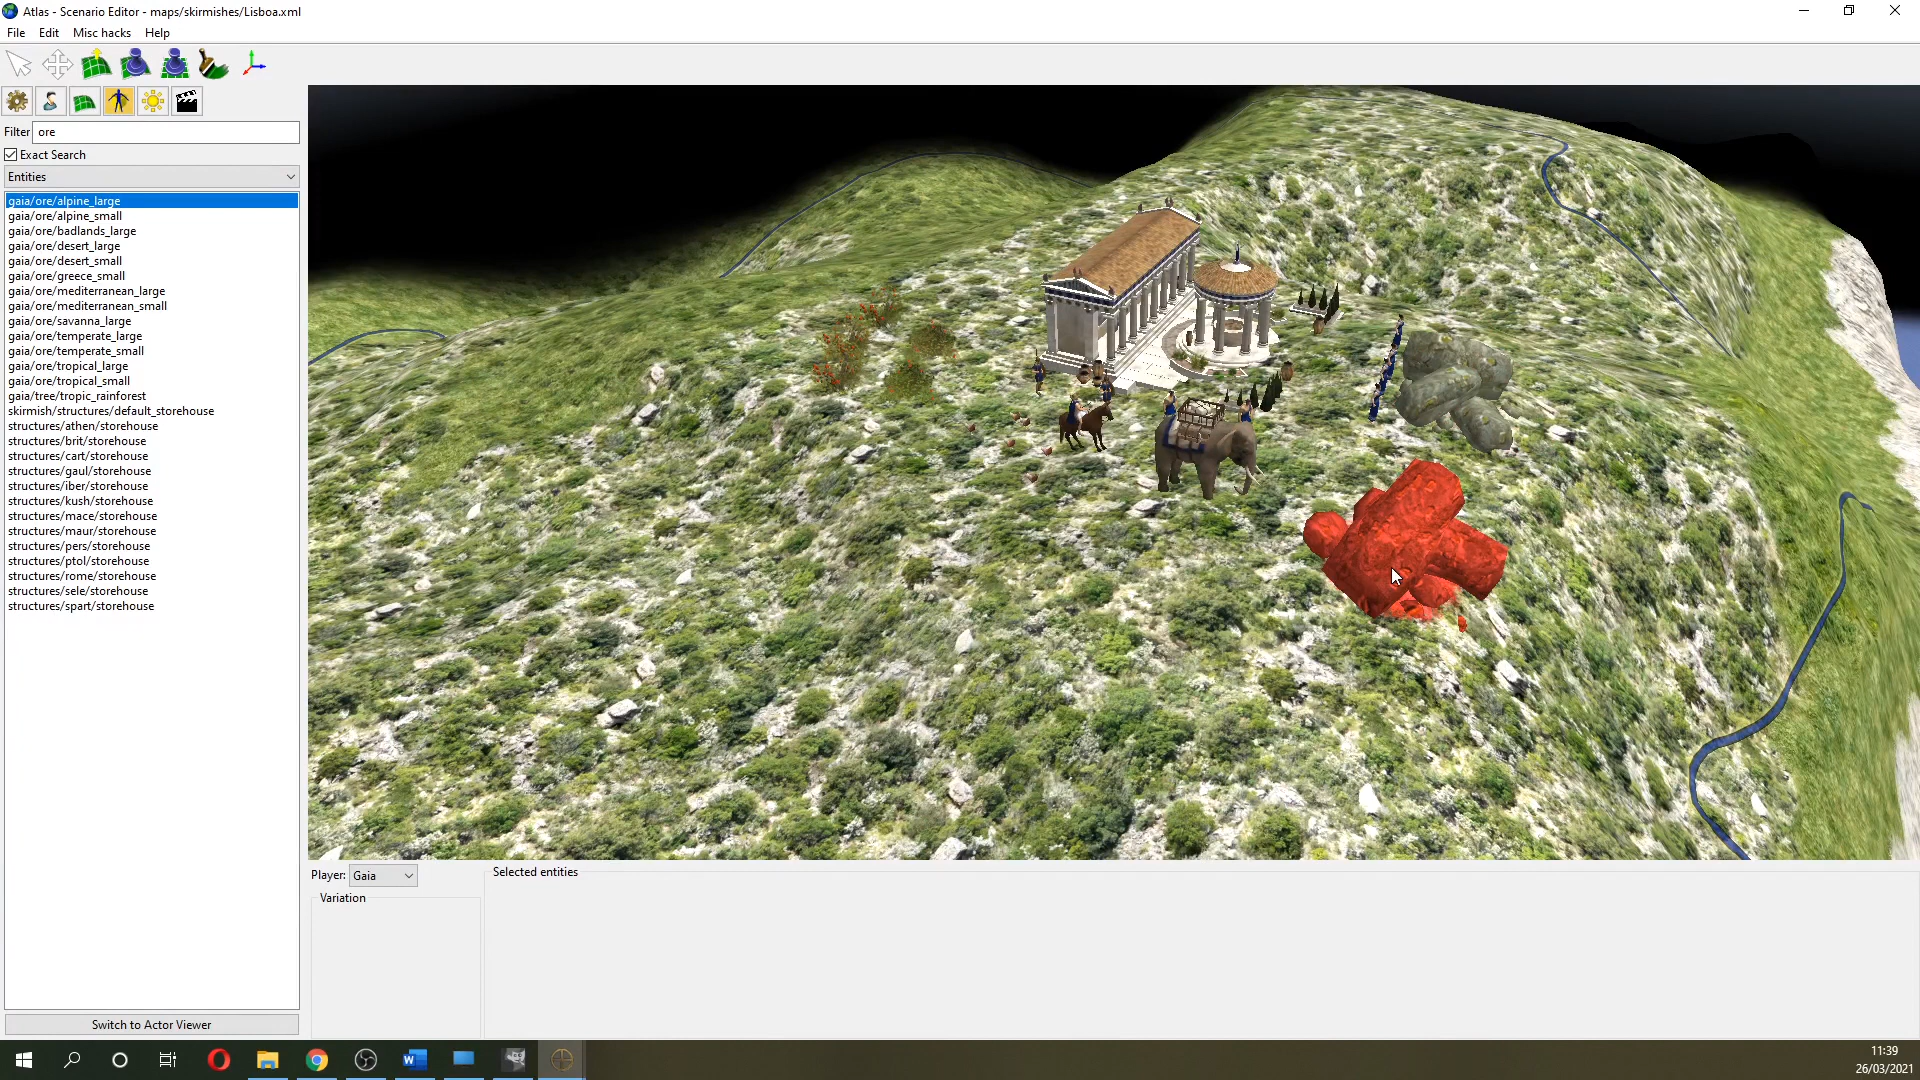 Atlas - Scenario Editor - maps/skirmishes/Lisboa.xml
File Edit Misc hacks Help
Filter ore
Exact Search
Entities
gaia/ore/alpine_large
gaia/ore/alpine_small
gaia/ore/badlands_large
gaia/ore/desert_large
gaia/ore/desert_small
gaia/ore/greece_small
gaia/ore/mediterranean_large
gaia/ore/mediterranean_small
gaia/ore/savanna_large
gaia/ore/temperate_large
gaia/ore/temperate_small
gaia/ore/tropical_large
gaia/ore/tropical_small
gaia/tree/tropic_rainforest
skirmish/structures/default_storehouse
structures/athen/storehouse
structures/brit/storehouse
structures/cart/storehouse
structures/gaul/storehouse
structures/iber/storehouse
structures/kush/storehouse
structures/mace/storehouse
structures/maur/storehouse
structures/pers/storehouse
structures/ptol/storehouse
structures/rome/storehouse
structures/sele/storehouse
structures/spart/storehouse
Switch to Actor Viewer
Player: Gaia
Variation
Selected entities
11:39
26/03/2021